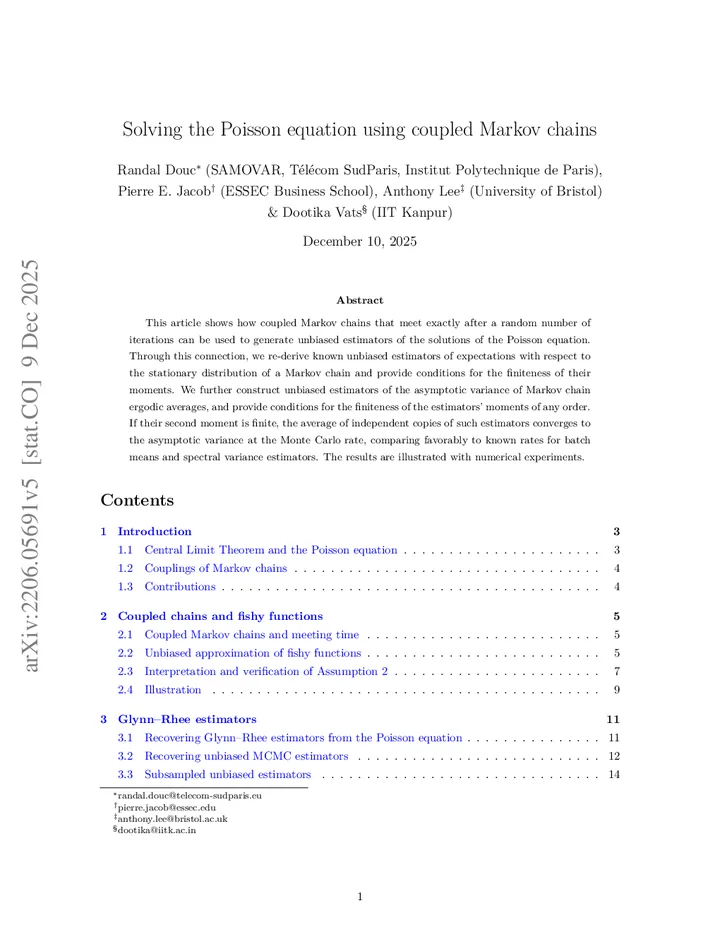 Solving the Poisson equation using coupled Markov chains
Randal Douc* (SAMOVAR, Télécom SudParis, Institut Polytechnique de Paris),
Pierre E. Jacob† (ESSEC Business School), Anthony Lee‡ (University of Bristol)
& Dootika Vats§ (IIT Kanpur)
December 10, 2025
arXiv:2206.05691v5 [stat.CO] 9 Dec 2025
Abstract
This article shows how coupled Markov chains that meet exactly after a random number of
iterations can be used to generate unbiased estimators of the solutions of the Poisson equation.
Through this connection, we re-derive known unbiased estimators of expectations with respect to
the stationary distribution of a Markov chain and provide conditions for the finiteness of their
moments. We further construct unbiased estimators of the asymptotic variance of Markov chain
ergodic averages, and provide conditions for the finiteness of the estimators' moments of any order.
If their second moment is finite, the average of independent copies of such estimators converges to
the asymptotic variance at the Monte Carlo rate, comparing favorably to known rates for batch
means and spectral variance estimators. The results are illustrated with numerical experiments.
Contents
1 Introduction 3
1.1 Central Limit Theorem and the Poisson equation . . . . . . . . . . . . . . . . . . . . . . 3
1.2 Couplings of Markov chains . . . . . . . . . . . . . . . . . . . . . . . . . . . . . . . . . 4
1.3 Contributions . . . . . . . . . . . . . . . . . . . . . . . . . . . . . . . . . . . . . . . . 4
2 Coupled chains and fishy functions 5
2.1 Coupled Markov chains and meeting time . . . . . . . . . . . . . . . . . . . . . . . . . . 5
2.2 Unbiased approximation of fishy functions . . . . . . . . . . . . . . . . . . . . . . . . . . 5
2.3 Interpretation and verification of Assumption 2 . . . . . . . . . . . . . . . . . . . . . . . 7
2.4 Illustration . . . . . . . . . . . . . . . . . . . . . . . . . . . . . . . . . . . . . . . . . 9
3 Glynn–Rhee estimators 11
3.1 Recovering Glynn–Rhee estimators from the Poisson equation . . . . . . . . . . . . . . . 11
3.2 Recovering unbiased MCMC estimators . . . . . . . . . . . . . . . . . . . . . . . . . . . 12
3.3 Subsampled unbiased estimators . . . . . . . . . . . . . . . . . . . . . . . . . . . . . . 14
*randal.douc@telecom-sudparis.eu
†pierre.jacob@essec.edu
‡anthony.lee@bristol.ac.uk
§dootika@iitk.ac.in
1